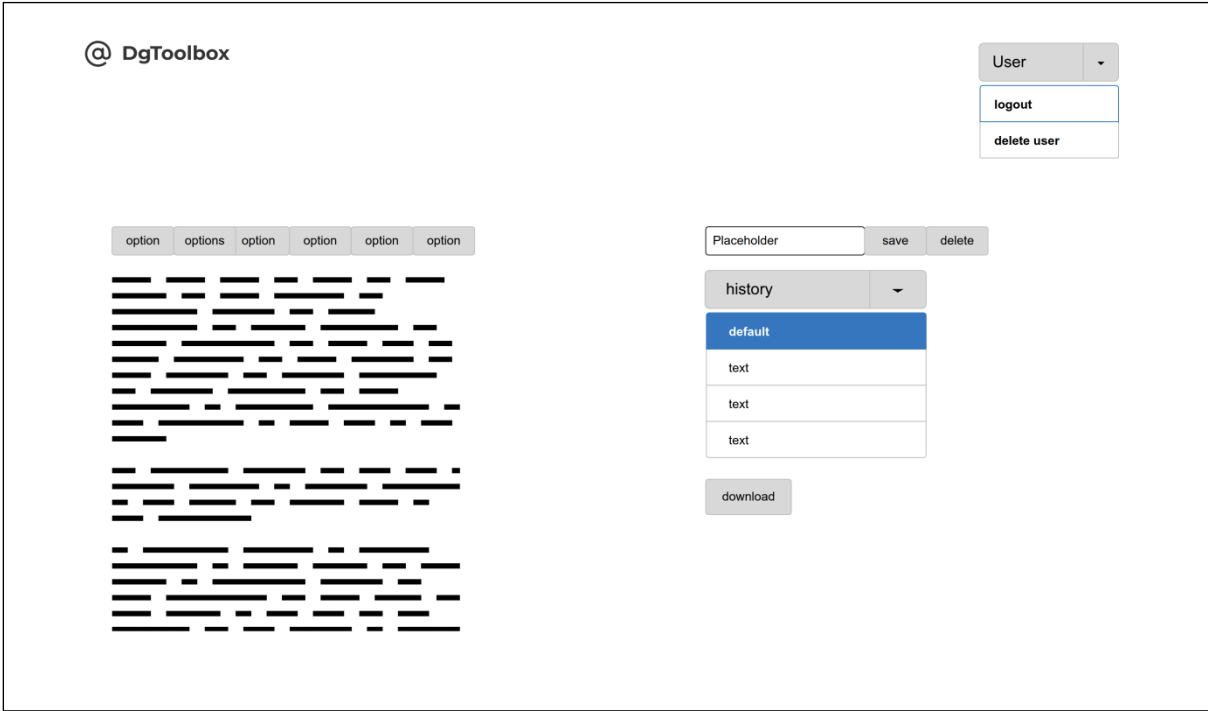 @ DgToolbox
User
logout
delete user
option options option option option option
Placeholder save delete
history
default
text
text
text
download